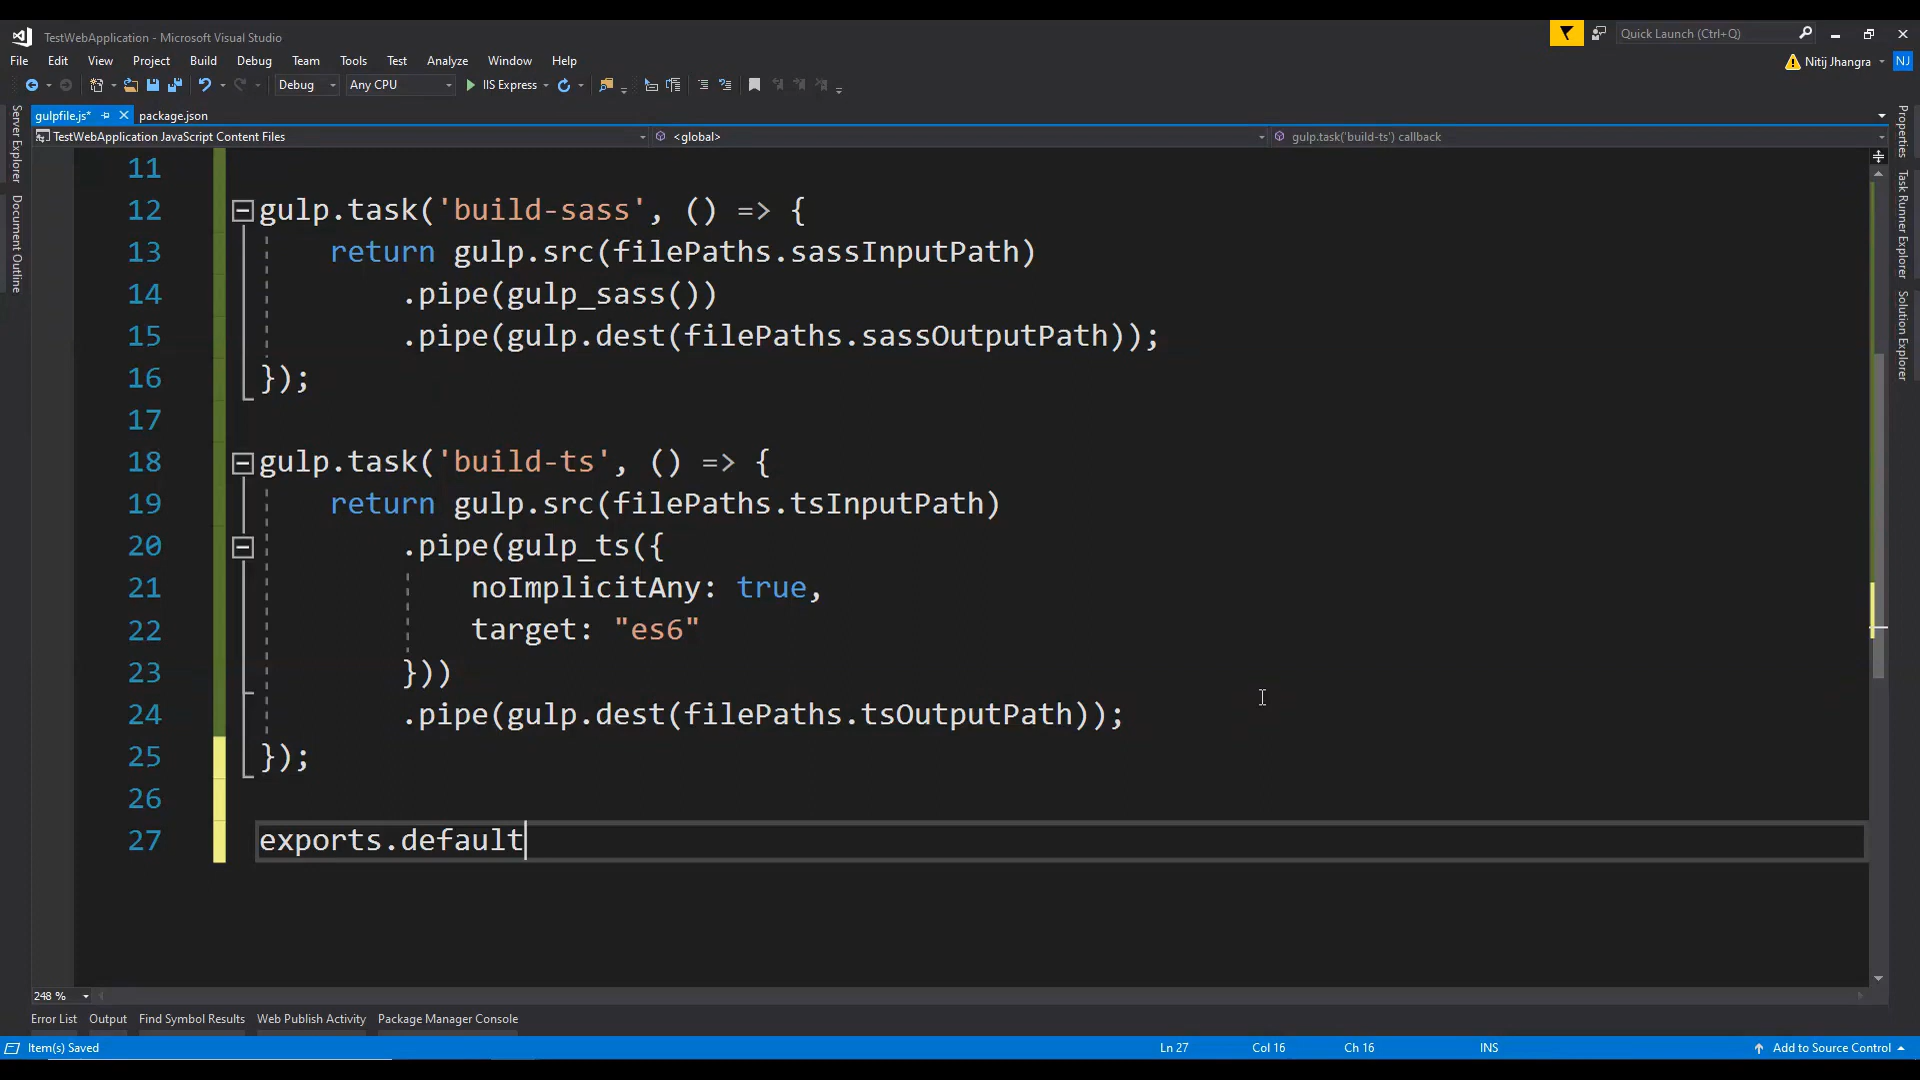 TestWebApplication - Microsoft Visual Studio
Quick Launch (Ctrl+Q)
File Edit View Project Build Debug Team Tools Test Analyze Window Help
Nitij Jhangra NJ
Debug Any CPU IIS Express
gulpfile.js* package.json
TestWebApplication JavaScript Content Files <global> gulp.task('build-ts') callback
Server Explorer
Document Outline
Properties
Task Runner Explorer
Solution Explorer
11
12 gulp.task('build-sass', () => {
13 return gulp.src(filePaths.sassInputPath)
14 .pipe(gulp_sass())
15 .pipe(gulp.dest(filePaths.sassOutputPath));
16 });
17
18 gulp.task('build-ts', () => {
19 return gulp.src(filePaths.tsInputPath)
20 .pipe(gulp_ts({
21 noImplicitAny: true,
22 target: "es6"
23 }))
24 .pipe(gulp.dest(filePaths.tsOutputPath));
25 });
26
27 exports.default
248 %
Error List Output Find Symbol Results Web Publish Activity Package Manager Console
Item(s) Saved Ln 27 Col 16 Ch 16 INS Add to Source Control